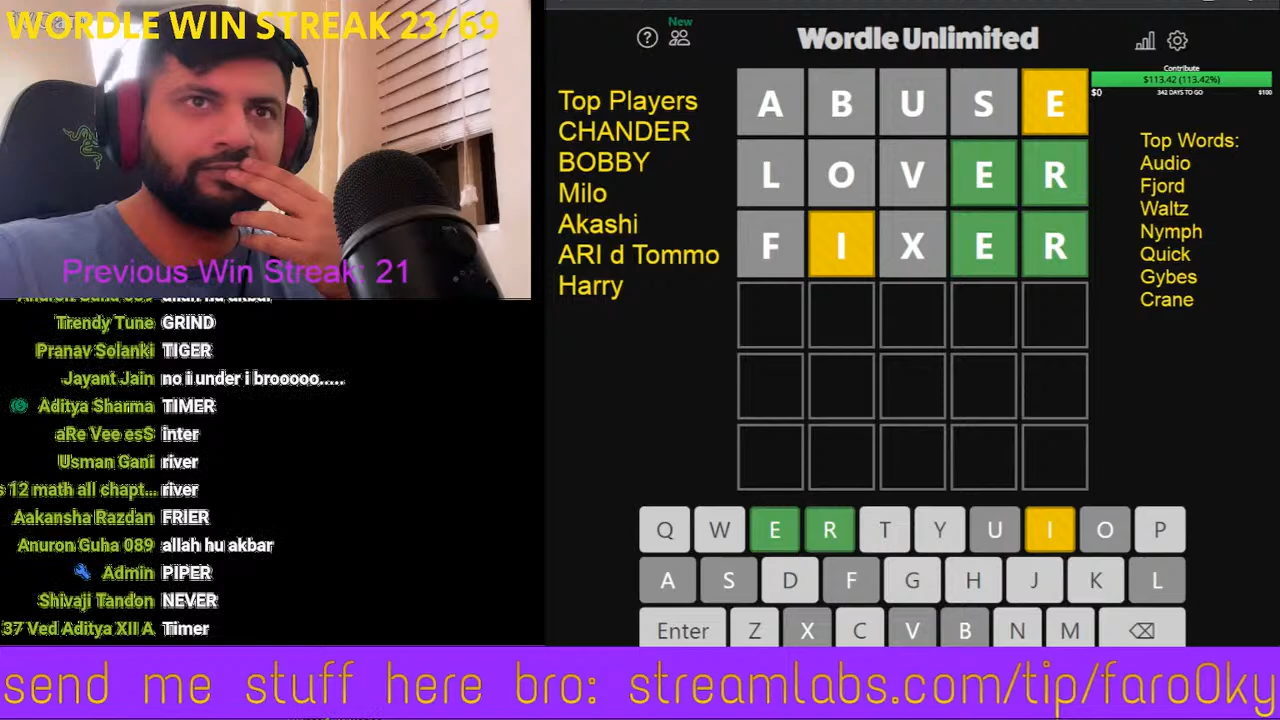 WORDLE WIN STREAK 23/69
Previous Win Streak: 21
Trendy Tune GRIND
Pranav Solanki TIGER
Jayant Jain no i under i brooooo.....
Aditya Sharma TIMER
aRe Vee esS inter
Usman Gani river
s 12 math all chapt... river
Aakansha Razdan FRIER
Anuron Guha 089 allah hu akbar
Admin PIPER
Shivaji Tandon NEVER
37 Ved Aditya XII A Timer
New
Wordle Unlimited
Top Players
CHANDER
BOBBY
Milo
Akashi
ARI d Tommo
Harry
A B U S E
L O V E R
F I X E R
Contribute
$113.42 (113.42%)
$0 342 DAYS TO GO $100
Top Words:
Audio
Fjord
Waltz
Nymph
Quick
Gybes
Crane
Q W E R T Y U I O P
A S D F G H J K L
Enter Z X C V B N M
send me stuff here bro: streamlabs.com/tip/faro0ky